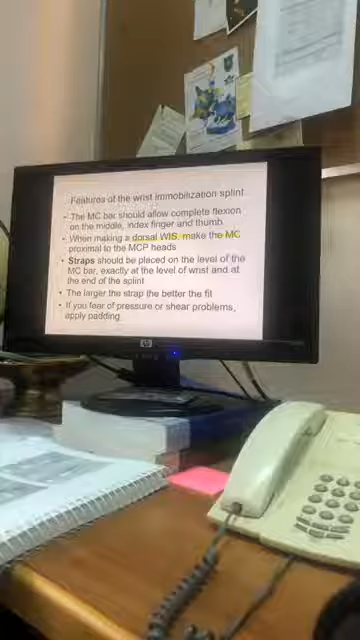 Features of the wrist immobilization splint
• The MC bar should allow complete flexion
on the middle, index finger and thumb.
• When making a dorsal WIS, make the MC
proximal to the MCP heads
• Straps should be placed on the level of the
MC bar, exactly at the level of wrist and at
the end of the splint
• The larger the strap the better the fit
• If you fear of pressure or shear problems,
apply padding.
hp